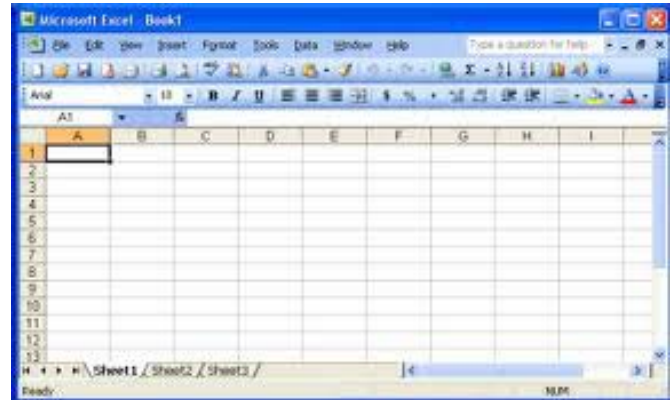 Microsoft Excel - Book1
File Edit View Insert Format Tools Data Window Help Type a question for help
Arial 10 B I U $ %
A1
A B C D E F G H I
1
2
3
4
5
6
7
8
9
10
11
12
13
Sheet1 Sheet2 Sheet3
Ready NUM